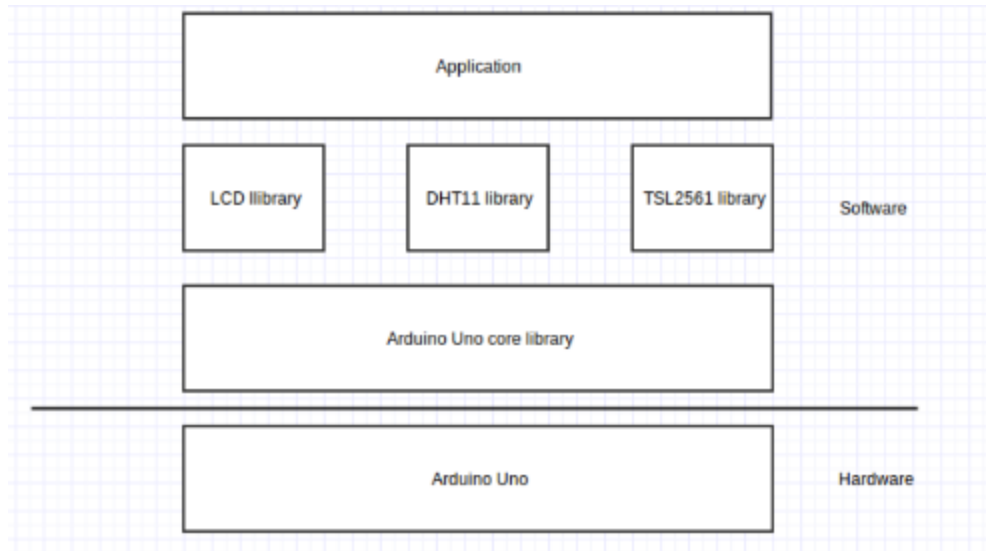 Application
LCD llibrary
DHT11 library
TSL2561 library
Software
Arduino Uno core library
Arduino Uno
Hardware